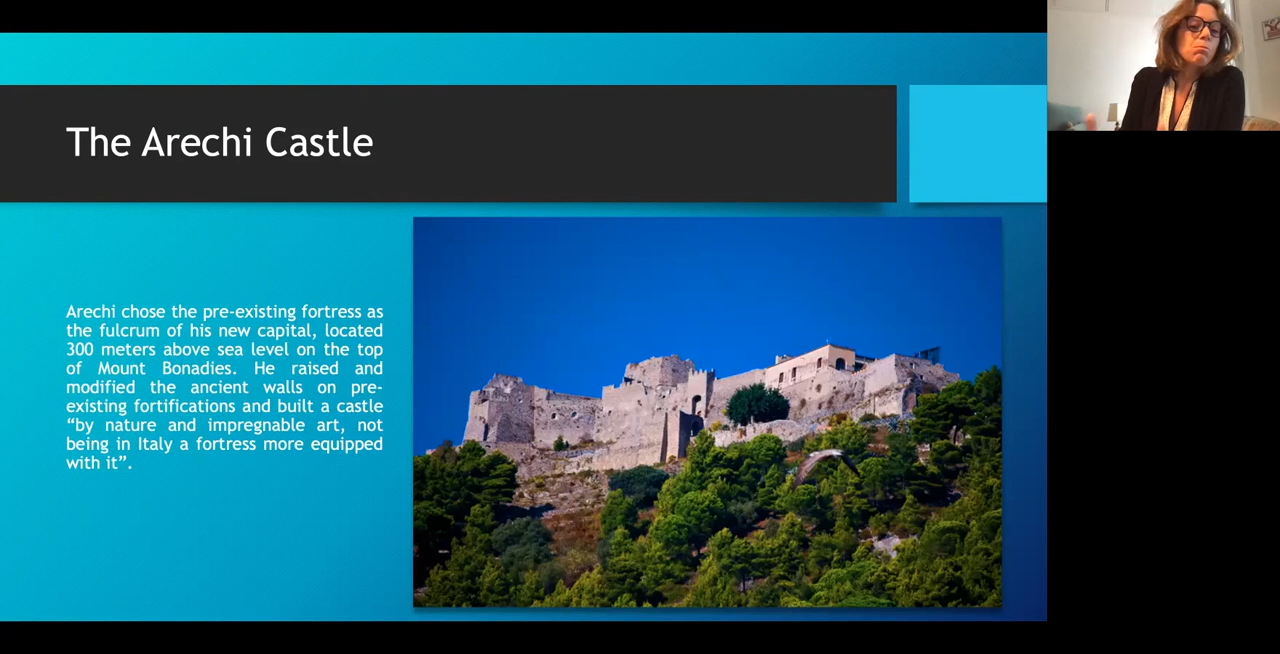 The Arechi Castle
Arechi chose the pre-existing fortress as
the fulcrum of his new capital, located
300 meters above sea level on the top
of Mount Bonadies. He raised and
modified the ancient walls on pre-
existing fortifications and built a castle
“by nature and impregnable art, not
being in Italy a fortress more equipped
with it”.